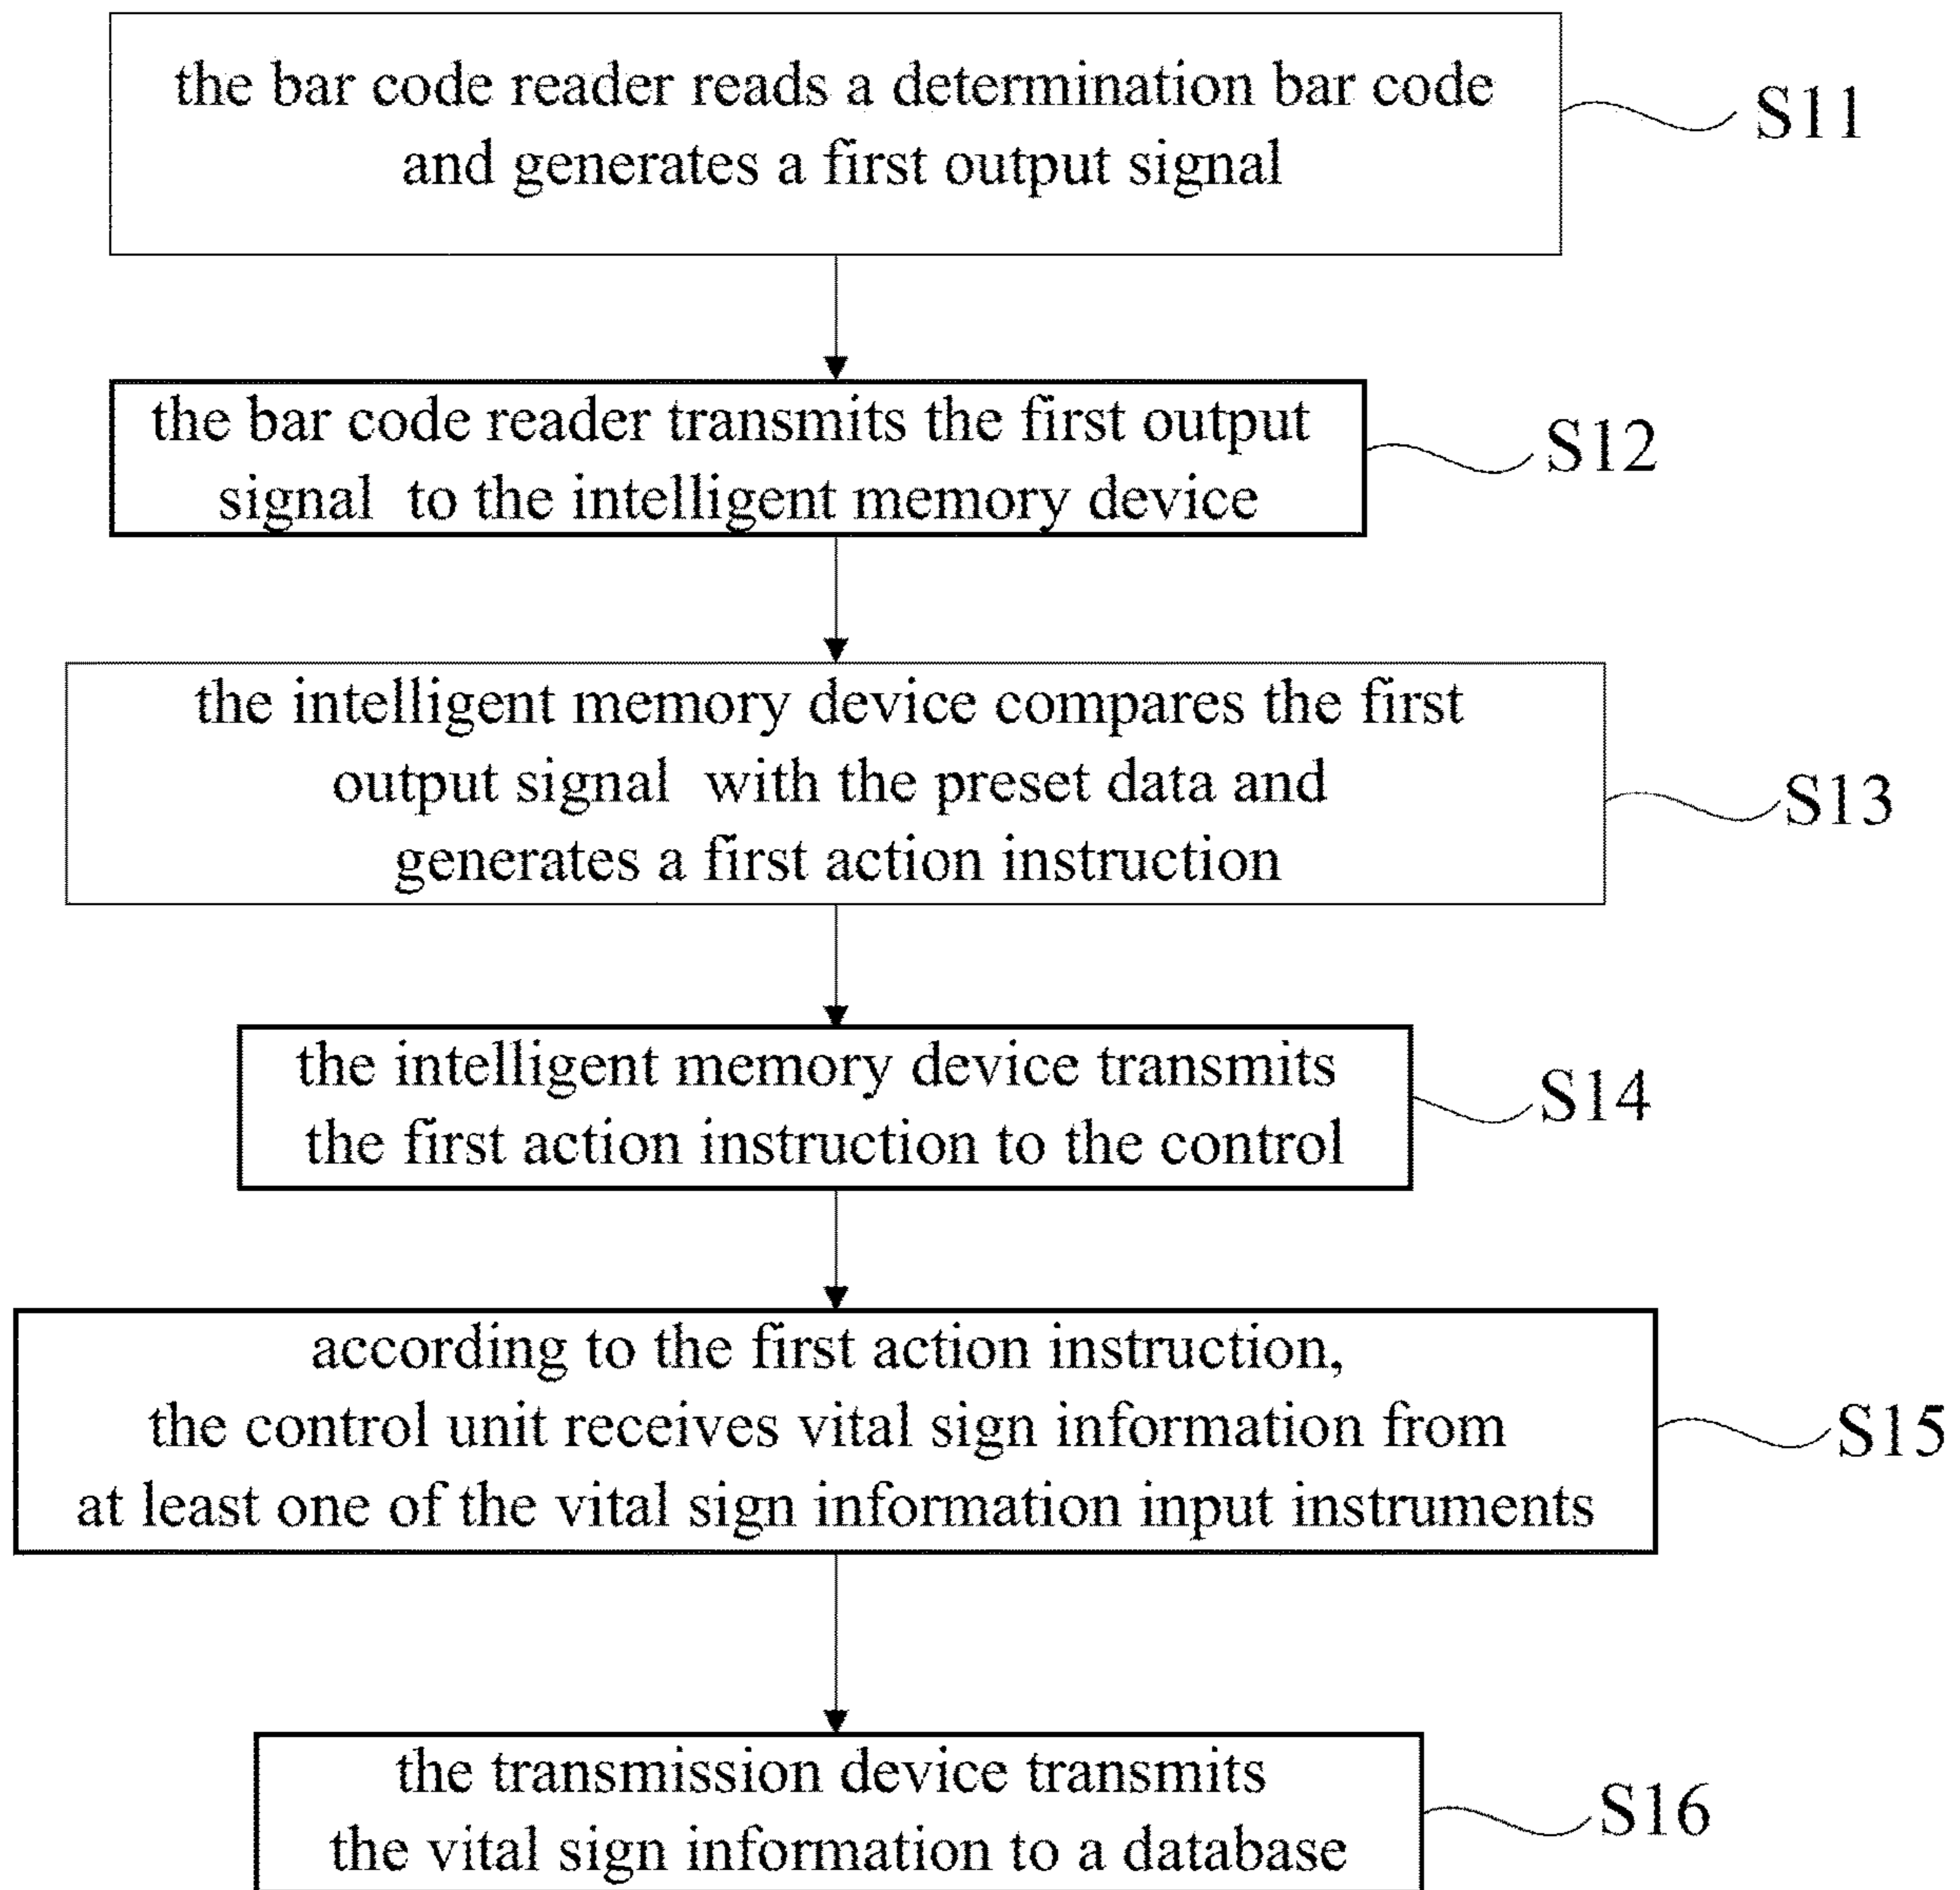 the bar code reader reads a determination bar code
and generates a first output signal
S11
the bar code reader transmits the first output
signal to the intelligent memory device
S12
the intelligent memory device compares the first
output signal with the preset data and
generates a first action instruction
S13
the intelligent memory device transmits
the first action instruction to the control
S14
according to the first action instruction,
the control unit receives vital sign information from
at least one of the vital sign information input instruments
S15
the transmission device transmits
the vital sign information to a database
S16